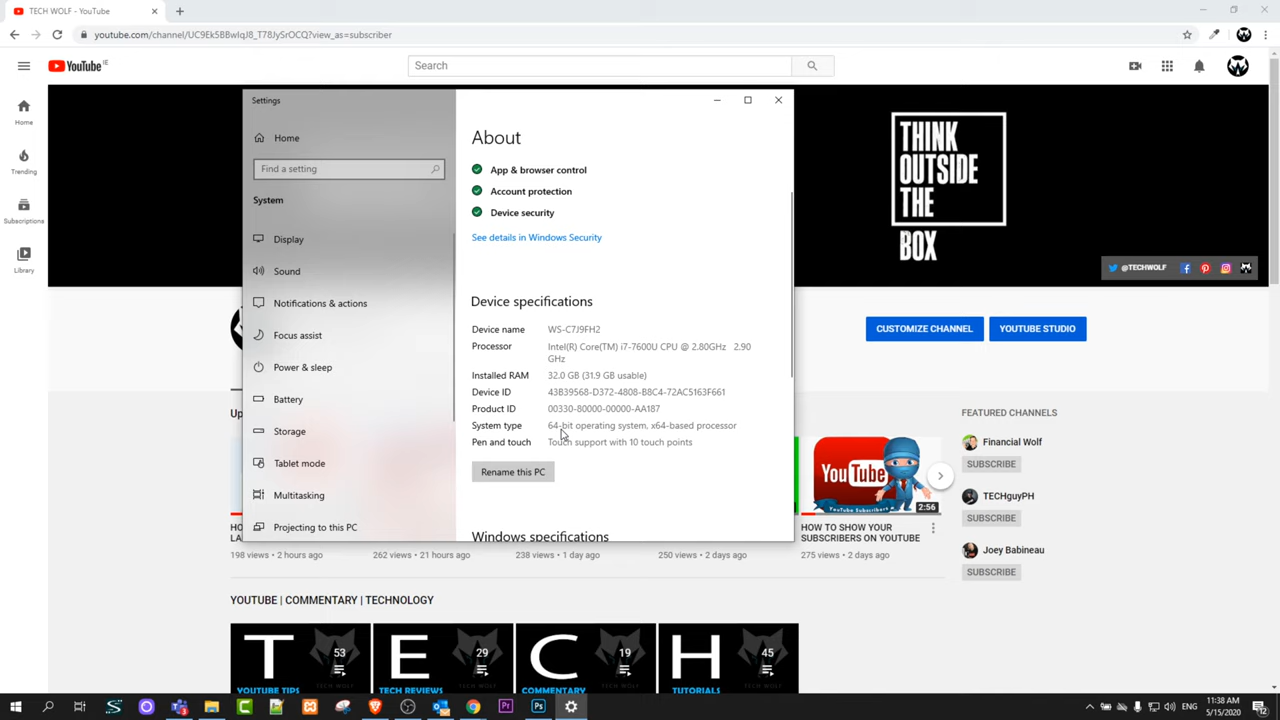 TECH WOLF - YouTube
youtube.com/channel/UC9Ek5BBwIqJ8_T78JySrOCQ?view_as=subscriber
YouTube IE
Search
Home
Trending
Subscriptions
Library
Settings
Home
Find a setting
System
Display
Sound
Notifications & actions
Focus assist
Power & sleep
Battery
Storage
Tablet mode
Multitasking
Projecting to this PC
About
App & browser control
Account protection
Device security
See details in Windows Security
Device specifications
Device name WS-C7J9FH2
Processor Intel(R) Core(TM) i7-7600U CPU @ 2.80GHz 2.90
GHz
Installed RAM 32.0 GB (31.9 GB usable)
Device ID 43B39568-D372-4808-B8C4-72AC5163F661
Product ID 00330-80000-00000-AA187
System type 64-bit operating system, x64-based processor
Pen and touch Touch support with 10 touch points
Rename this PC
Windows specifications
THINK
OUTSIDE
THE
BOX
@TECHWOLF
CUSTOMIZE CHANNEL
YOUTUBE STUDIO
FEATURED CHANNELS
Financial Wolf
SUBSCRIBE
TECHguyPH
SUBSCRIBE
Joey Babineau
SUBSCRIBE
YouTube
2:56
HOW TO SHOW YOUR
SUBSCRIBERS ON YOUTUBE
198 views • 2 hours ago
262 views • 21 hours ago
238 views • 1 day ago
250 views • 2 days ago
275 views • 2 days ago
YOUTUBE | COMMENTARY | TECHNOLOGY
T 53
YOUTUBE TIPS
E 29
TECH REVIEWS
C 19
COMMENTARY
H 45
TUTORIALS
11:38 AM
5/15/2020
12